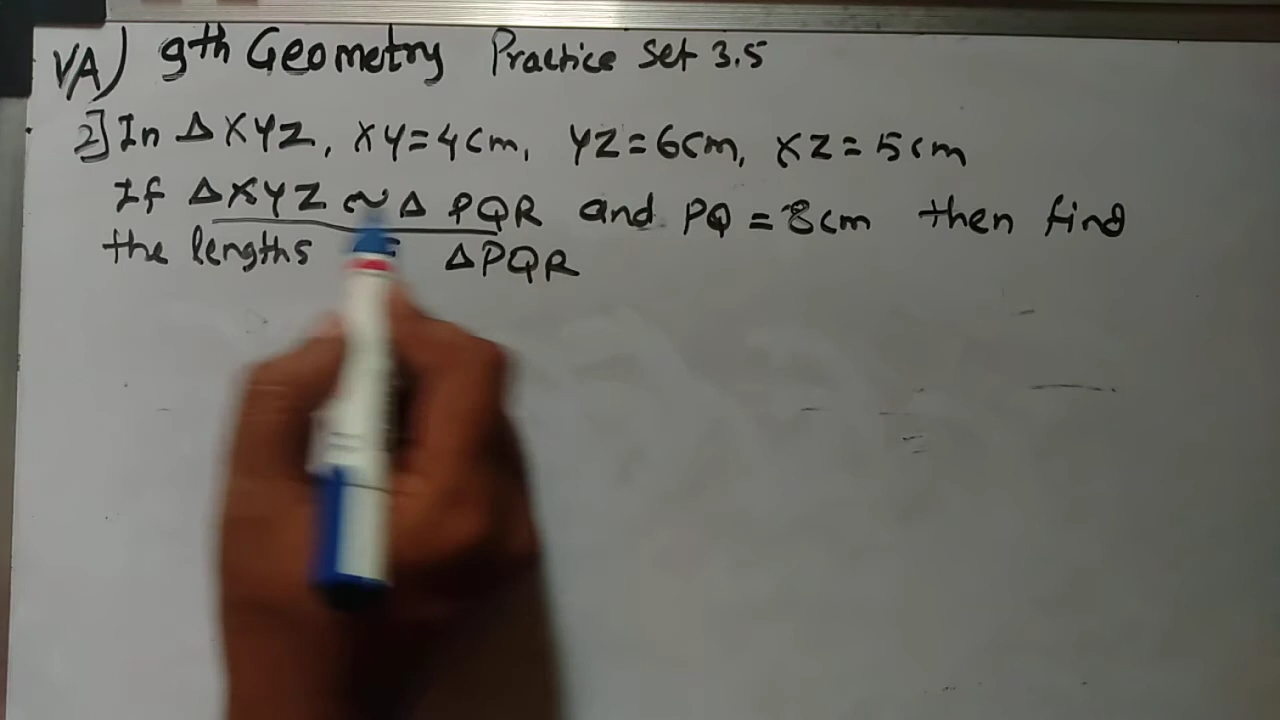 VA) 9th Geometry Practice Set 3.5
2] In Δ XYZ, XY=4cm, YZ=6cm, XZ=5cm
If ΔXYZ ~ Δ PQR and PQ =8cm then find
the lengths ΔPQR